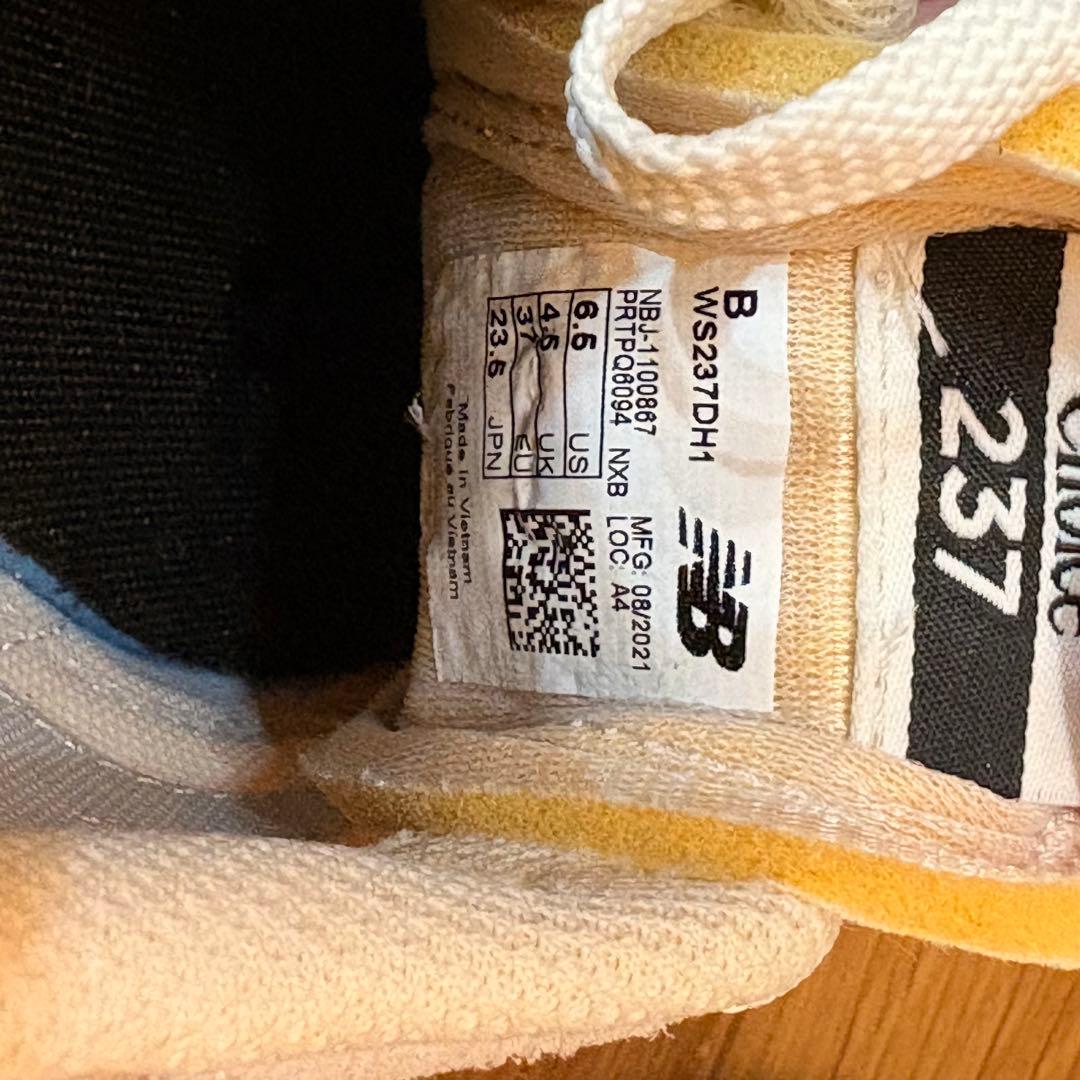 B
WS237DH1
NB
NBJ-1100867
PRTPQ6094 NXB
MFG: 08/2021
LOC: A4
6.5 US
4.5 UK
37 EU
23.5 JPN
Made in Vietnam
Fabriqué au Vietnam
237